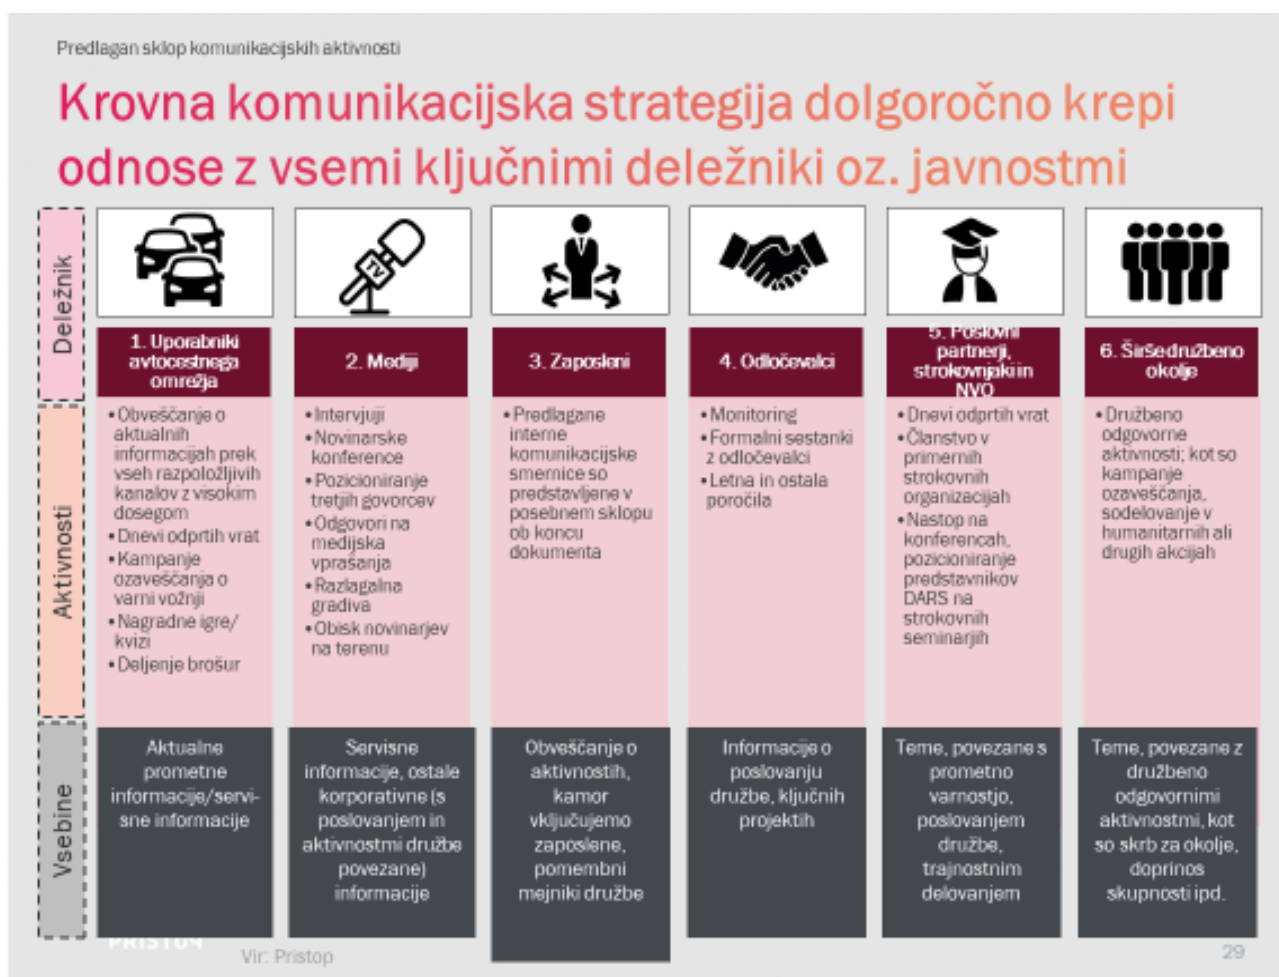 Predlagan sklop komunikacijskih aktivnosti
Krovna komunikacijska strategija dolgoročno krepi
odnose z vsemi ključnimi deležniki oz. javnostmi
Deležnik
TV
1. Uporabniki
avtocestnega
omrežja
2. Mediji
3. Zaposleni
4. Odločevalci
5. Poslovni
partnerji,
strokovnjaki in
NVO
6. Širše družbeno
okolje
Aktivnosti
• Obveščanje o
aktualnih
informacijah prek
vseh razpoložljivih
kanalov z visokim
dosegom
• Dnevi odprtih vrat
• Kampanje
ozaveščanja o
varni vožnji
• Nagradne igre/
kvizi
• Deljenje brošur
• Intervjuji
• Novinarske
konference
• Pozicioniranje
tretjih govorcev
• Odgovori na
medijska
vprašanja
• Razlagalna
gradiva
• Obisk novinarjev
na terenu
• Predlagane
interne
komunikacijske
smernice so
predstavljene v
posebnem sklopu
ob koncu
dokumenta
• Monitoring
• Formalni sestanki
z odločevalci
• Letna in ostala
poročila
• Dnevi odprtih vrat
• Članstvo v
primernih
strokovnih
organizacijah
• Nastop na
konferencah,
pozicioniranje
predstavnikov
DARS na
strokovnih
seminarjih
• Družbeno
odgovorne
aktivnosti; kot so
kampanje
ozaveščanja,
sodelovanje v
humanitarnih ali
drugih akcijah
Vsebine
Aktualne
prometne
informacije/servi-
sne informacije
Servisne
informacije, ostale
korporativne (s
poslovanjem in
aktivnostmi družbe
povezane)
informacije
Obveščanje o
aktivnostih,
kamor
vključujemo
zaposlene,
pomembni
mejniki družbe
Informacije o
poslovanju
družbe, ključnih
projektih
Teme, povezane s
prometno
varnostjo,
poslovanjem
družbe,
trajnostnim
delovanjem
Teme, povezane z
družbeno
odgovornimi
aktivnostmi, kot
so skrb za okolje,
doprinos
skupnosti ipd.
PRISTOP
Vir: Pristop
29